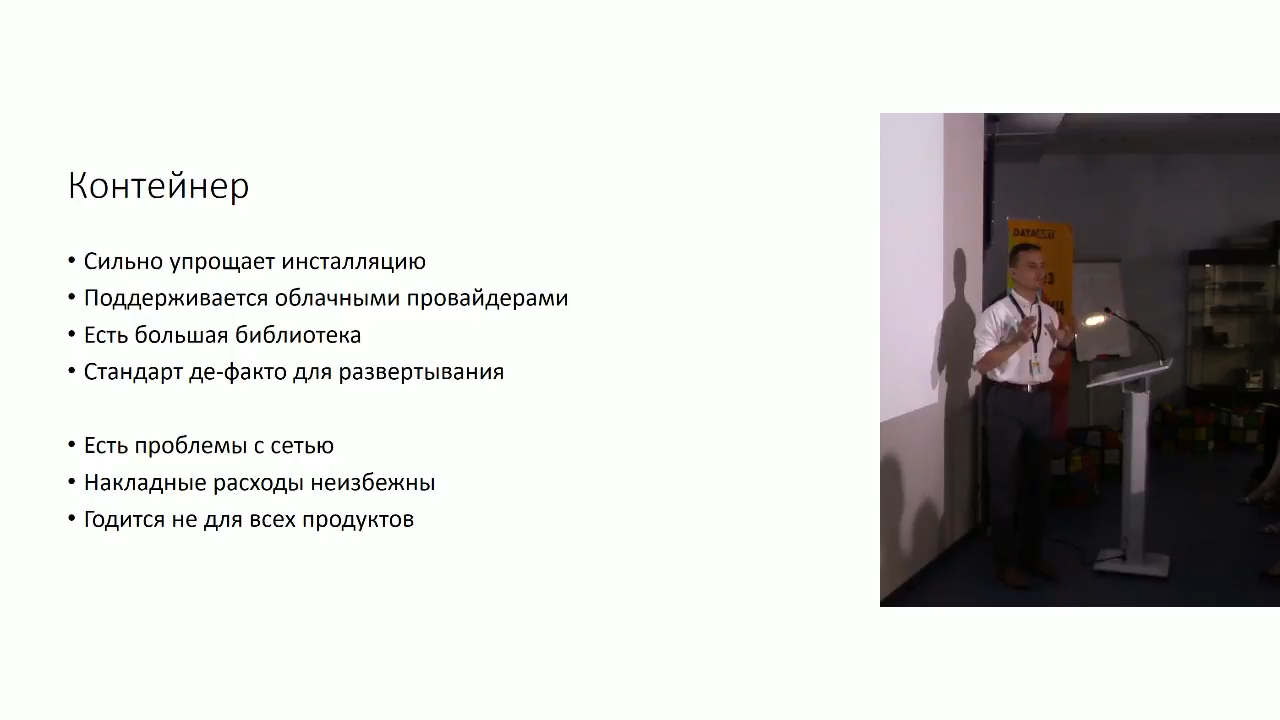 Контейнер
• Сильно упрощает инсталляцию
• Поддерживается облачными провайдерами
• Есть большая библиотека
• Стандарт де-факто для развертывания
• Есть проблемы с сетью
• Накладные расходы неизбежны
• Годится не для всех продуктов